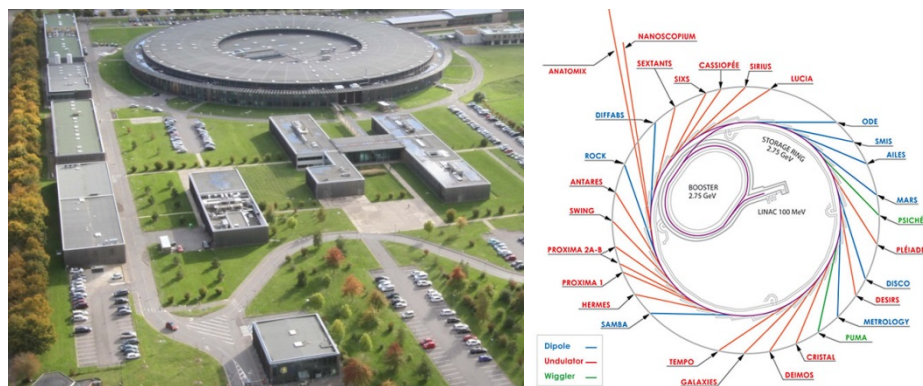 NANOSCOPIUM
ANATOMIX
SEXTANTS
SIXS
CASSIOPÉE
SIRIUS
LUCIA
DIFFABS
ODE
SMIS
AILES
ROCK
STORAGE RING
2.75 GeV
BOOSTER
2.75 GeV
LINAC 100 MeV
ANTARES
MARS
SWING
PSICHÉ
PROXIMA 2A-B
PLÉIADE
PROXIMA 1
DISCO
HERMES
DESIRS
SAMBA
METROLOGY
PUMA
Dipole
Undulator
Wiggler
TEMPO
CRISTAL
GALAXIES
DEIMOS